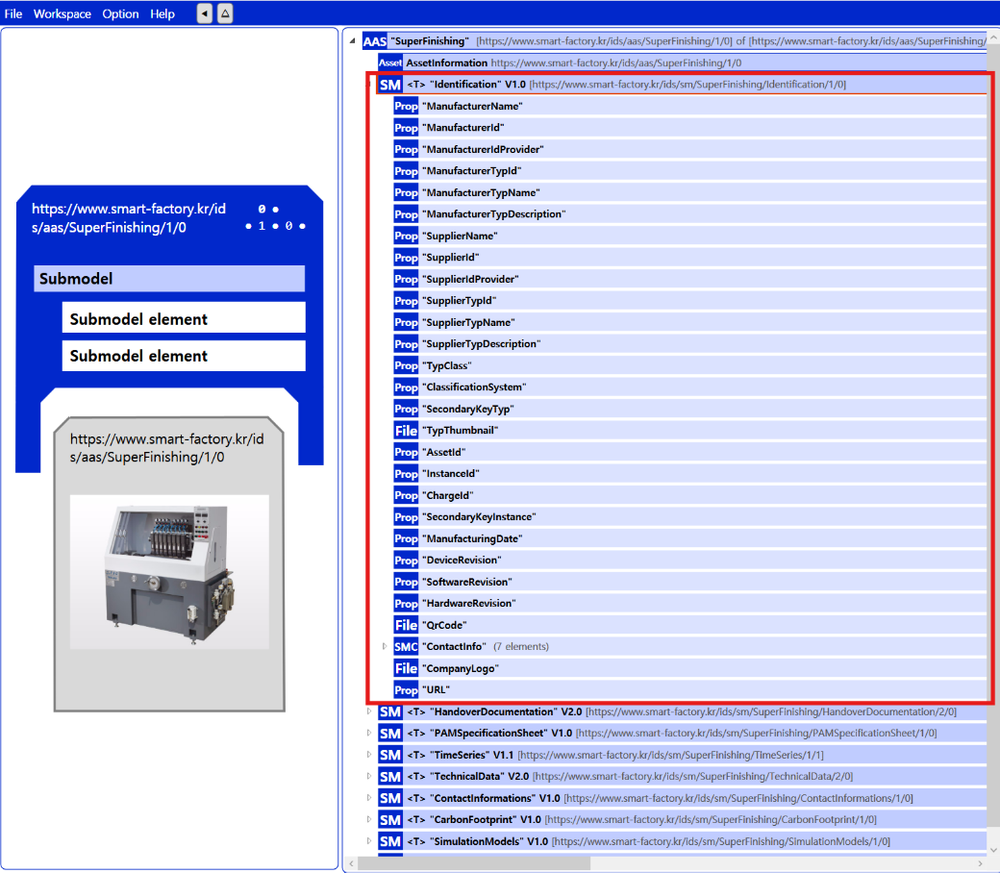 File Workspace Option Help
https://www.smart-factory.kr/id
s/aas/SuperFinishing/1/0
0
1 0
Submodel
Submodel element
Submodel element
https://www.smart-factory.kr/id
s/aas/SuperFinishing/1/0
AAS "SuperFinishing" [https://www.smart-factory.kr/ids/aas/SuperFinishing/1/0] of [https://www.smart-factory.kr/ids/aas/SuperFinishing/
Asset AssetInformation https://www.smart-factory.kr/ids/aas/SuperFinishing/1/0
SM <T> "Identification" V1.0 [https://www.smart-factory.kr/ids/sm/SuperFinishing/Identification/1/0]
Prop "ManufacturerName"
Prop "ManufacturerId"
Prop "ManufacturerIdProvider"
Prop "ManufacturerTypId"
Prop "ManufacturerTypName"
Prop "ManufacturerTypDescription"
Prop "SupplierName"
Prop "SupplierId"
Prop "SupplierIdProvider"
Prop "SupplierTypId"
Prop "SupplierTypName"
Prop "SupplierTypDescription"
Prop "TypClass"
Prop "ClassificationSystem"
Prop "SecondaryKeyTyp"
File "TypThumbnail"
Prop "AssetId"
Prop "InstanceId"
Prop "ChargeId"
Prop "SecondaryKeyInstance"
Prop "ManufacturingDate"
Prop "DeviceRevision"
Prop "SoftwareRevision"
Prop "HardwareRevision"
File "QrCode"
SMC "ContactInfo" (7 elements)
File "CompanyLogo"
Prop "URL"
SM <T> "HandoverDocumentation" V2.0 [https://www.smart-factory.kr/ids/sm/SuperFinishing/HandoverDocumentation/2/0]
SM <T> "PAMSpecificationSheet" V1.0 [https://www.smart-factory.kr/ids/sm/SuperFinishing/PAMSpecificationSheet/1/0]
SM <T> "TimeSeries" V1.1 [https://www.smart-factory.kr/ids/sm/SuperFinishing/TimeSeries/1/1]
SM <T> "TechnicalData" V2.0 [https://www.smart-factory.kr/ids/sm/SuperFinishing/TechnicalData/2/0]
SM <T> "ContactInformations" V1.0 [https://www.smart-factory.kr/ids/sm/SuperFinishing/ContactInformations/1/0]
SM <T> "CarbonFootprint" V1.0 [https://www.smart-factory.kr/ids/sm/SuperFinishing/CarbonFootprint/1/0]
SM <T> "SimulationModels" V1.0 [https://www.smart-factory.kr/ids/sm/SuperFinishing/SimulationModels/1/0]